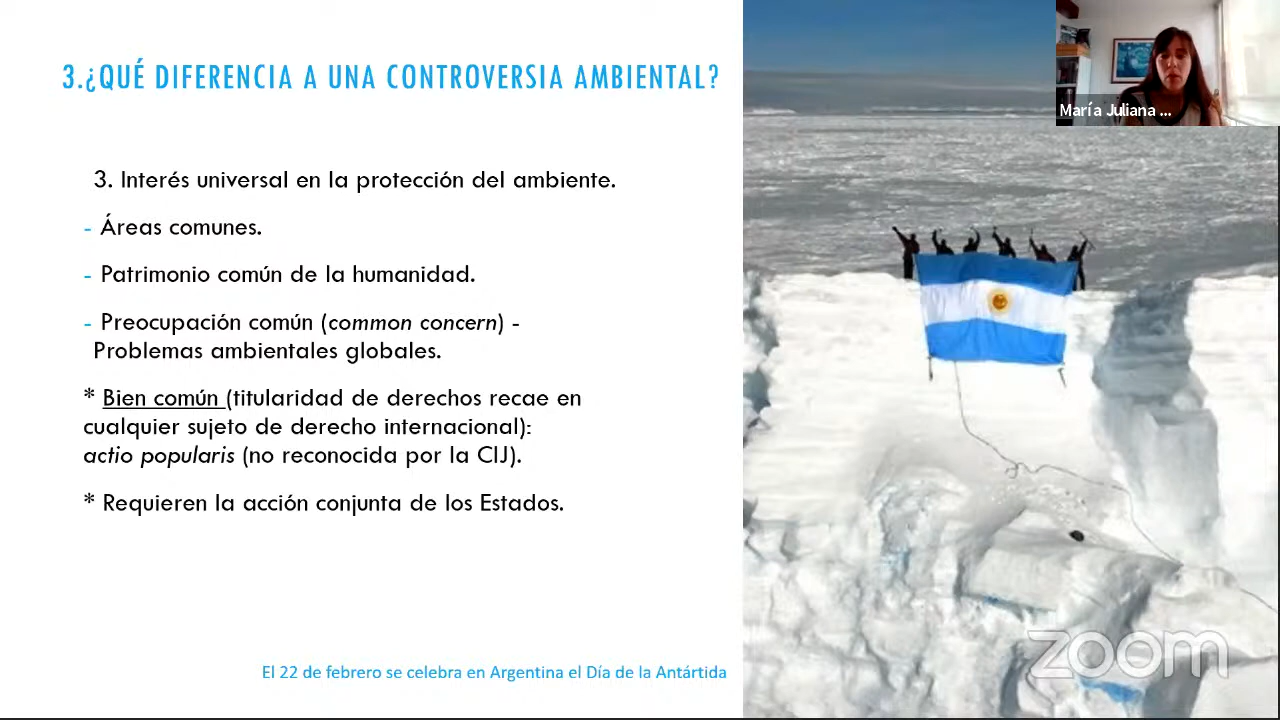 3.¿QUÉ DIFERENCIA A UNA CONTROVERSIA AMBIENTAL?
María Juliana ...
3. Interés universal en la protección del ambiente.
- Áreas comunes.
- Patrimonio común de la humanidad.
- Preocupación común (common concern) -
Problemas ambientales globales.
* Bien común (titularidad de derechos recae en
cualquier sujeto de derecho internacional):
actio popularis (no reconocida por la CIJ).
* Requieren la acción conjunta de los Estados.
El 22 de febrero se celebra en Argentina el Día de la Antártida
zoom